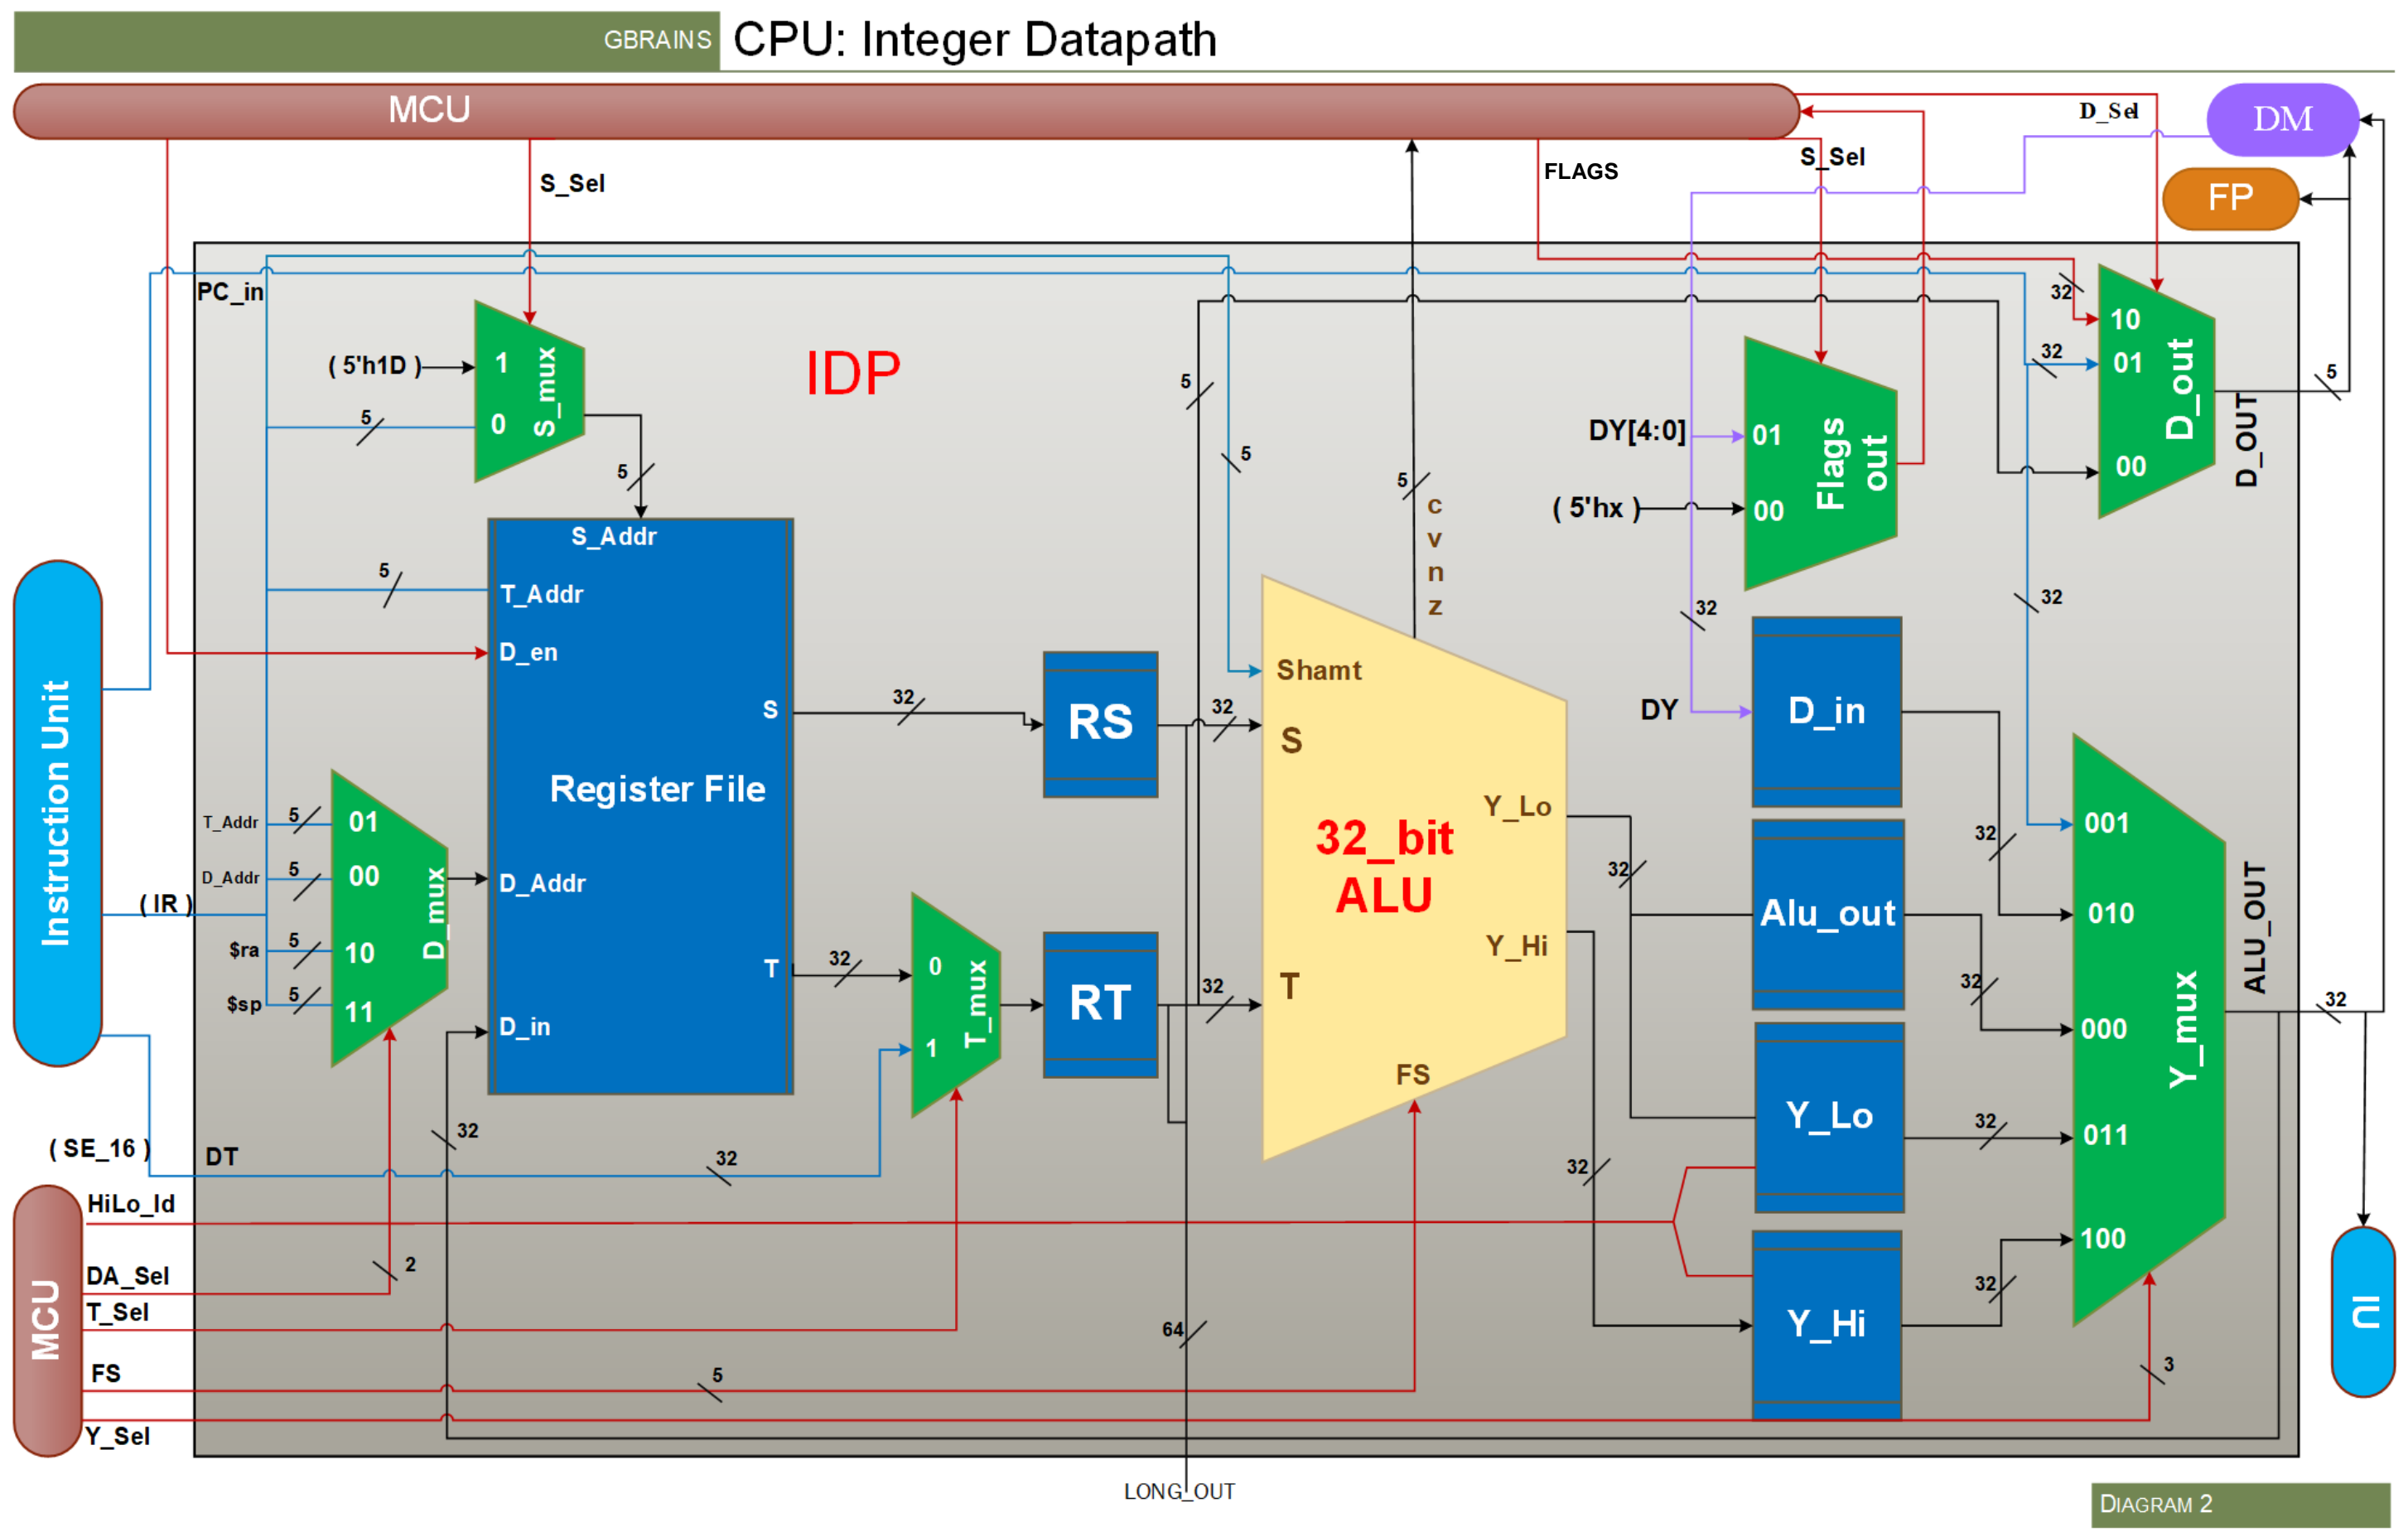 GBRAINS
CPU: Integer Datapath
MCU
D_Sel
DM
S_Sel
FLAGS
S_Sel
FP
PC_in
32
10
( 5'h1D )
1
S_mux
IDP
5
32
01
D_out
5
5
0
DY[4:0]
01
Flags
out
00
D_OUT
5
5
5
c
v
n
z
( 5'hx )
00
S_Addr
5
T_Addr
32
32
D_en
Shamt
Instruction Unit
S
32
RS
32
S
DY
D_in
Register File
Y_Lo
T_Addr
5
01
32_bit
ALU
32
32
001
D_Addr
5
00
D_mux
D_Addr
Alu_out
010
ALU_OUT
( IR )
$ra
5
10
T
32
0
T_mux
Y_Hi
$sp
5
11
RT
32
T
32
000
Y_mux
32
D_in
1
FS
32
Y_Lo
32
011
( SE_16 )
DT
32
32
HiLo_Id
100
DA_Sel
2
32
T_Sel
MCU
64
Y_Hi
IU
FS
5
3
Y_Sel
LONG_OUT
DIAGRAM 2